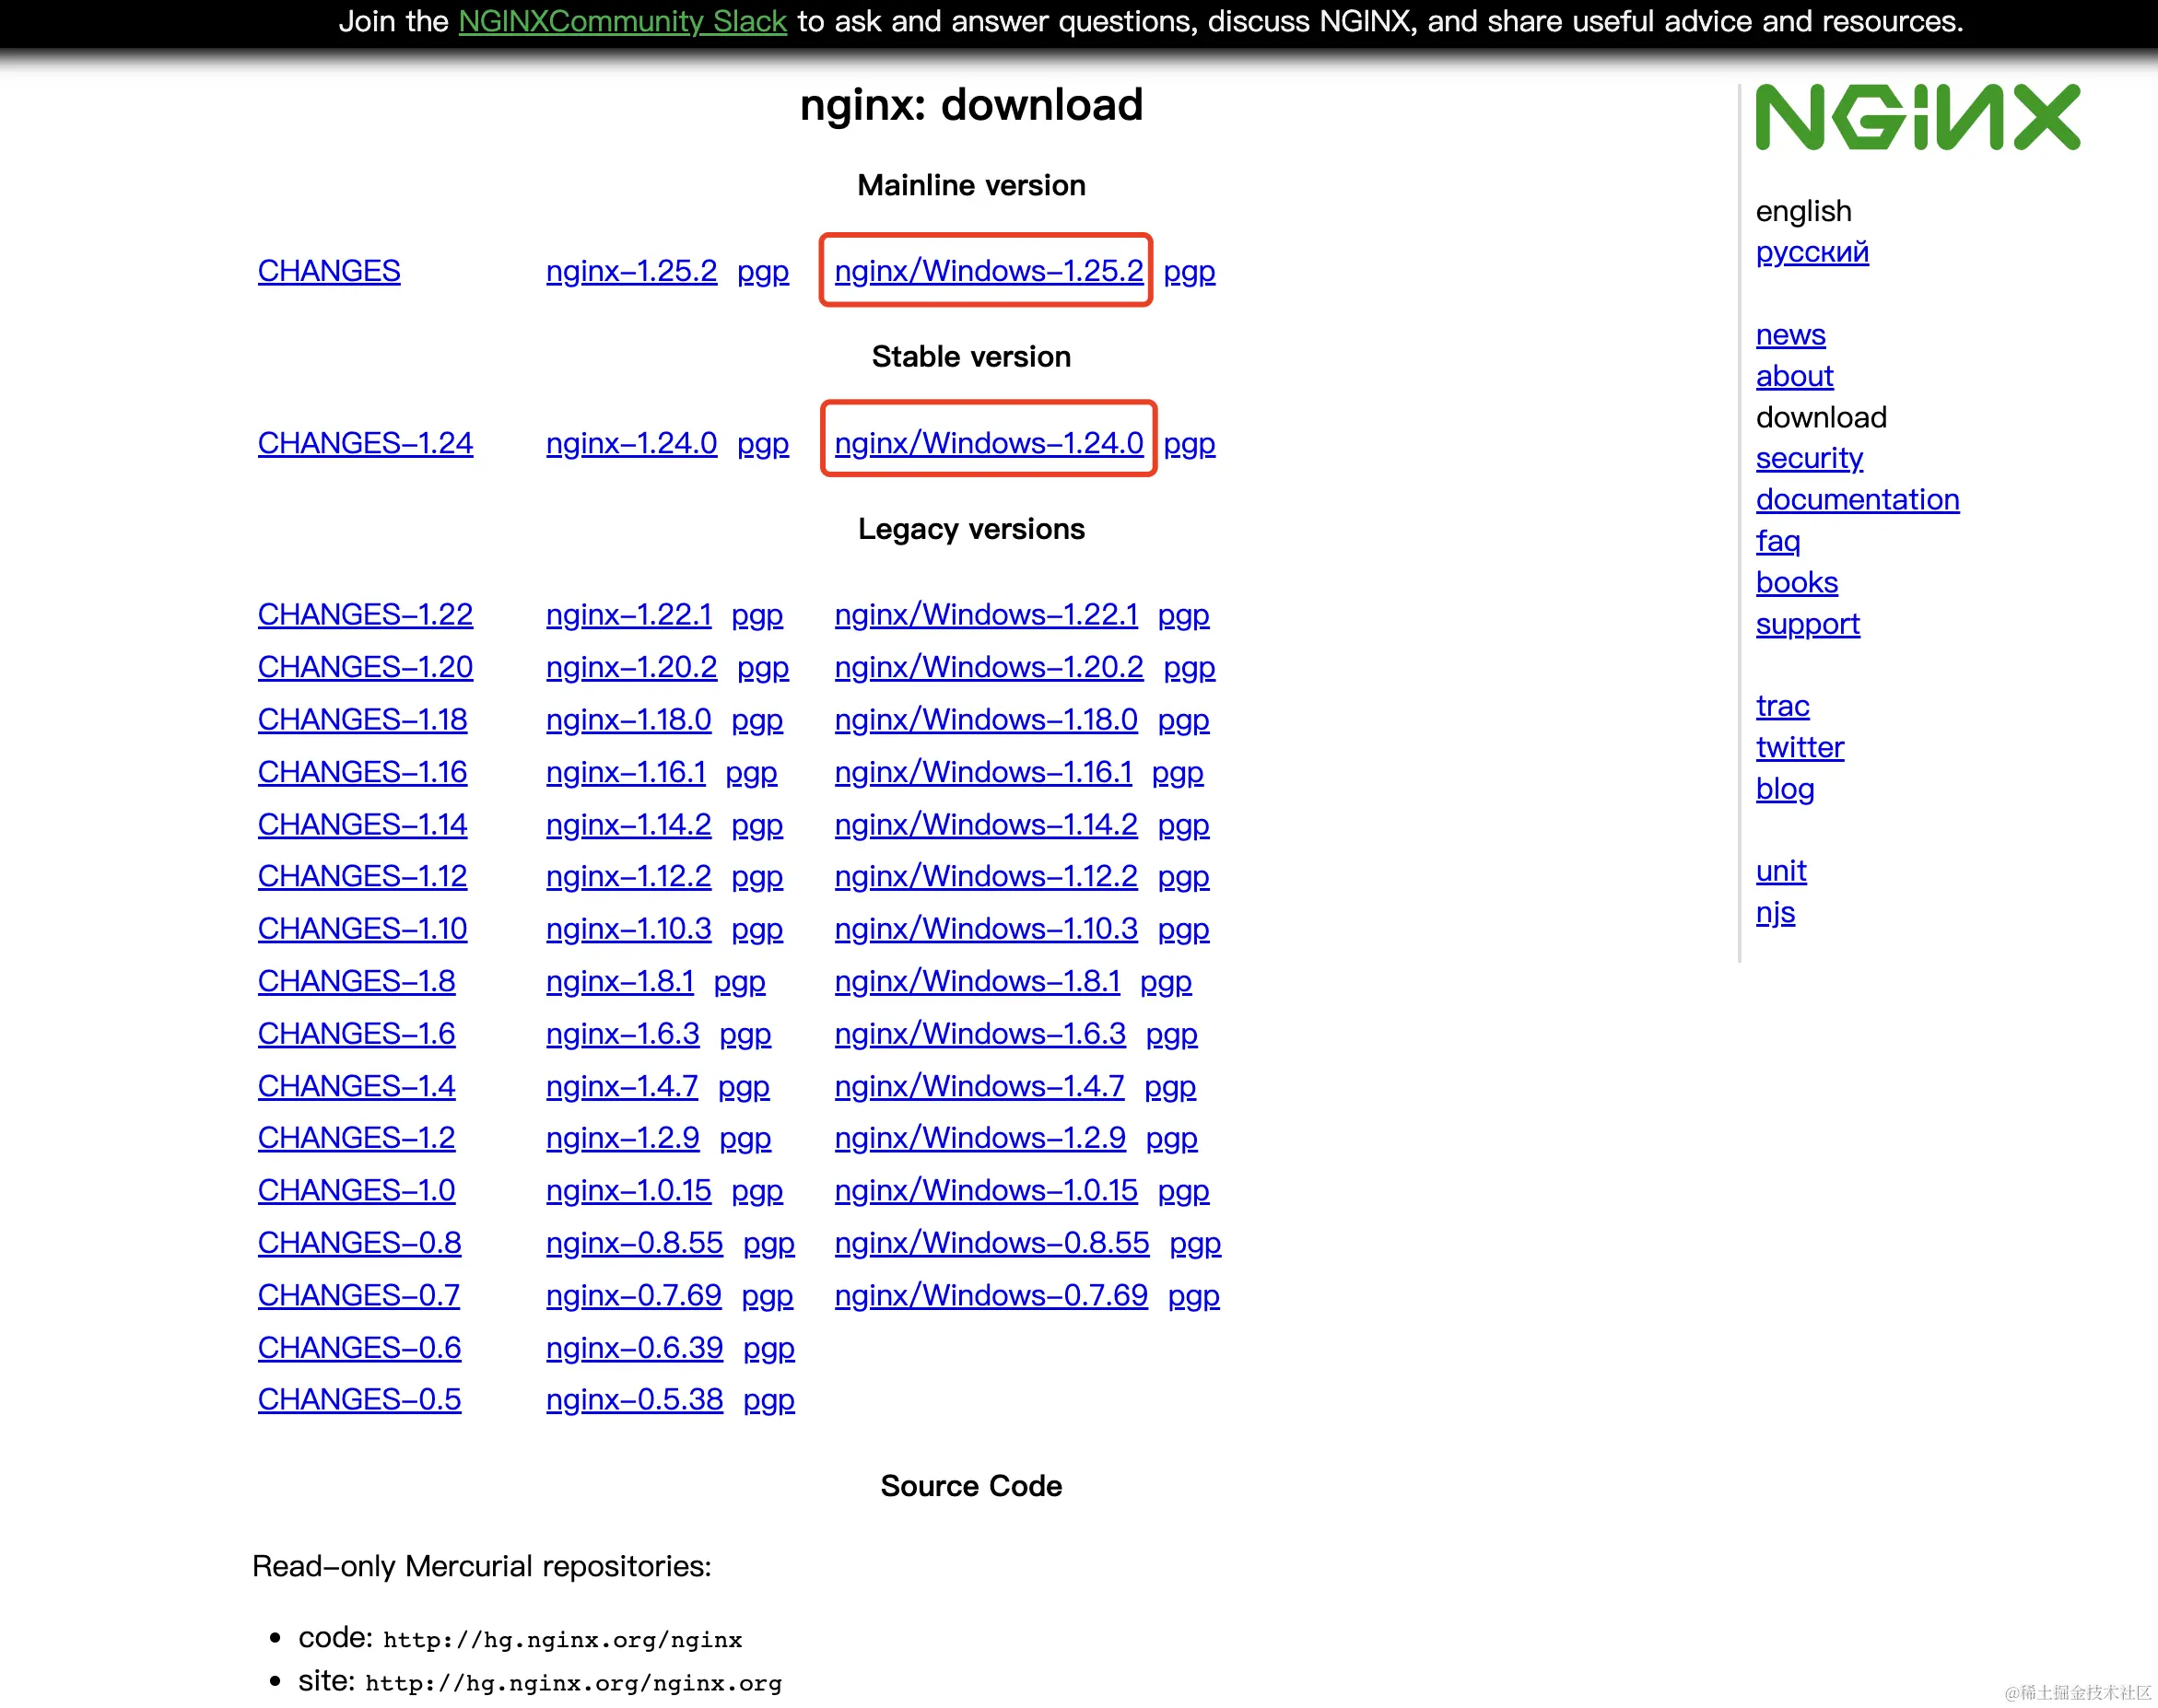 Join the NGINXCommunity Slack to ask and answer questions, discuss NGINX, and share useful advice and resources.
nginx: download
Mainline version
CHANGES nginx-1.25.2 pgp nginx/Windows-1.25.2 pgp
Stable version
CHANGES-1.24 nginx-1.24.0 pgp nginx/Windows-1.24.0 pgp
Legacy versions
CHANGES-1.22 nginx-1.22.1 pgp nginx/Windows-1.22.1 pgp
CHANGES-1.20 nginx-1.20.2 pgp nginx/Windows-1.20.2 pgp
CHANGES-1.18 nginx-1.18.0 pgp nginx/Windows-1.18.0 pgp
CHANGES-1.16 nginx-1.16.1 pgp nginx/Windows-1.16.1 pgp
CHANGES-1.14 nginx-1.14.2 pgp nginx/Windows-1.14.2 pgp
CHANGES-1.12 nginx-1.12.2 pgp nginx/Windows-1.12.2 pgp
CHANGES-1.10 nginx-1.10.3 pgp nginx/Windows-1.10.3 pgp
CHANGES-1.8 nginx-1.8.1 pgp nginx/Windows-1.8.1 pgp
CHANGES-1.6 nginx-1.6.3 pgp nginx/Windows-1.6.3 pgp
CHANGES-1.4 nginx-1.4.7 pgp nginx/Windows-1.4.7 pgp
CHANGES-1.2 nginx-1.2.9 pgp nginx/Windows-1.2.9 pgp
CHANGES-1.0 nginx-1.0.15 pgp nginx/Windows-1.0.15 pgp
CHANGES-0.8 nginx-0.8.55 pgp nginx/Windows-0.8.55 pgp
CHANGES-0.7 nginx-0.7.69 pgp nginx/Windows-0.7.69 pgp
CHANGES-0.6 nginx-0.6.39 pgp
CHANGES-0.5 nginx-0.5.38 pgp
Source Code
Read-only Mercurial repositories:
• code: http://hg.nginx.org/nginx
• site: http://hg.nginx.org/nginx.org
NGINX
english
русский
news
about
download
security
documentation
faq
books
support
trac
twitter
blog
unit
njs
@稀土掘金技术社区